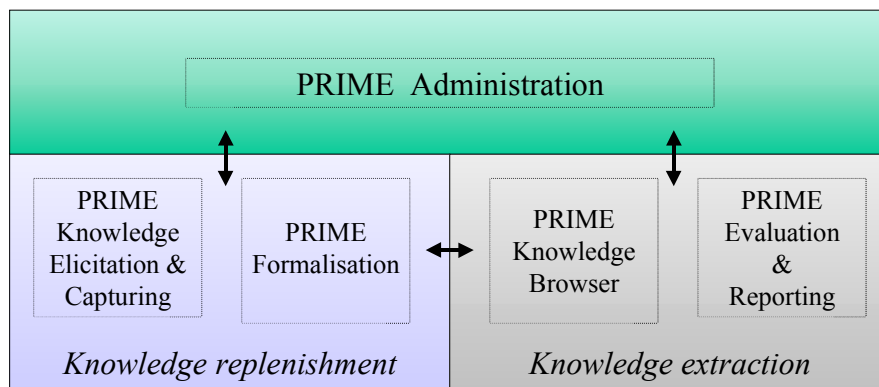 PRIME Administration
PRIME
Knowledge
Elicitation &
Capturing
PRIME
Formalisation
PRIME
Knowledge
Browser
PRIME
Evaluation
&
Reporting
Knowledge replenishment
Knowledge extraction